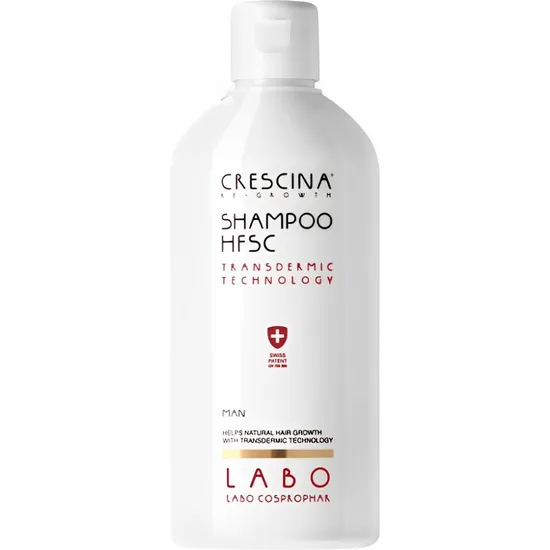 CRESCINA®
RE-GROWTH
SHAMPOO
HFSC
TRANSDERMIC
TECHNOLOGY
SWISS
PATENT
MAN
HELPS NATURAL HAIR GROWTH
WITH TRANSDERMIC TECHNOLOGY
LABO
LABO COSPROPHAR